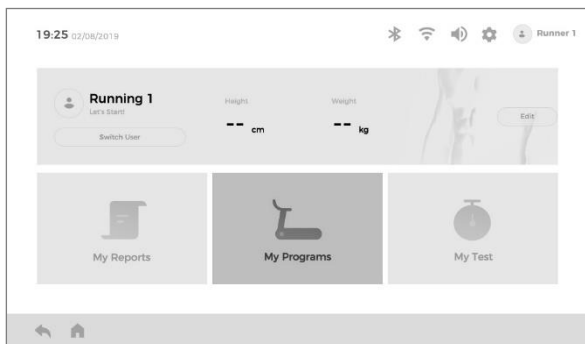 19:25 02/08/2019
Runner 1
Running 1
Let's Start!
Switch User
Height
-- cm
Weight
-- kg
Edit
My Reports
My Programs
My Test